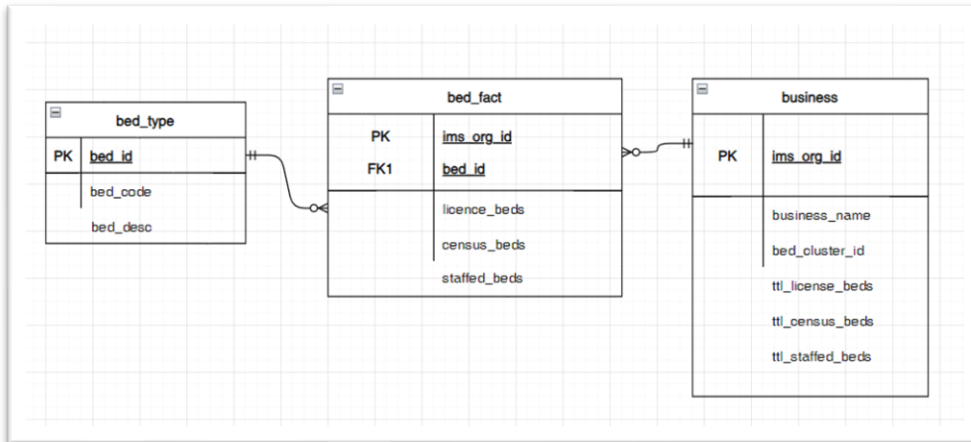 bed_type
PK bed_id
bed_code
bed_desc
bed_fact
PK ims_org_id
FK1 bed_id
licence_beds
census_beds
staffed_beds
business
PK ims_org_id
business_name
bed_cluster_id
ttl_license_beds
ttl_census_beds
ttl_staffed_beds